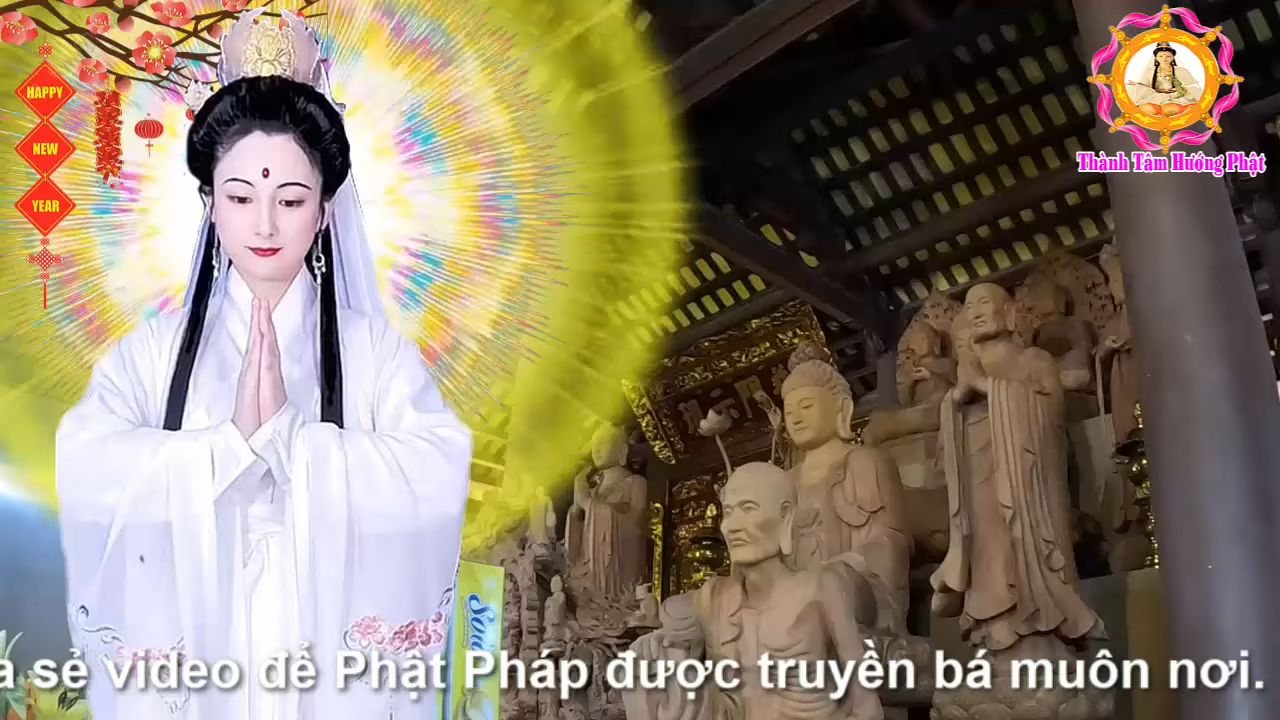 HAPPY
NEW
YEAR
Thành Tâm Hướng Phật
a sẻ video để Phật Pháp được truyền bá muôn nơi.